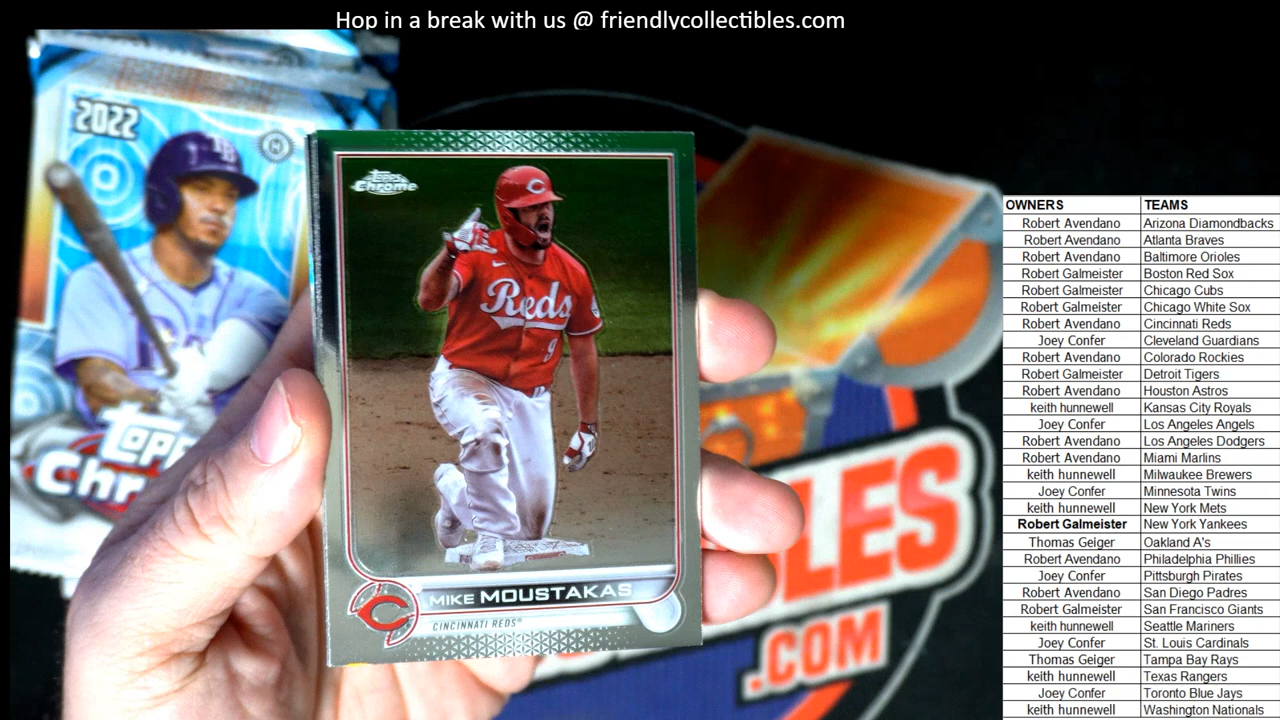 Hop in a break with us @ friendlycollectibles.com
2022
Topps
Chr
Topps
Chrome
Reds
9
MIKE MOUSTAKAS
CINCINNATI REDS
LES
.COM
OWNERS TEAMS
Robert Avendano Arizona Diamondbacks
Robert Avendano Atlanta Braves
Robert Avendano Baltimore Orioles
Robert Galmeister Boston Red Sox
Robert Galmeister Chicago Cubs
Robert Galmeister Chicago White Sox
Robert Avendano Cincinnati Reds
Joey Confer Cleveland Guardians
Robert Avendano Colorado Rockies
Robert Galmeister Detroit Tigers
Robert Avendano Houston Astros
keith hunnewell Kansas City Royals
Joey Confer Los Angeles Angels
Robert Avendano Los Angeles Dodgers
Robert Avendano Miami Marlins
keith hunnewell Milwaukee Brewers
Joey Confer Minnesota Twins
keith hunnewell New York Mets
Robert Galmeister New York Yankees
Thomas Geiger Oakland A's
Robert Avendano Philadelphia Phillies
Joey Confer Pittsburgh Pirates
Robert Avendano San Diego Padres
Robert Galmeister San Francisco Giants
keith hunnewell Seattle Mariners
Joey Confer St. Louis Cardinals
Thomas Geiger Tampa Bay Rays
keith hunnewell Texas Rangers
Joey Confer Toronto Blue Jays
keith hunnewell Washington Nationals